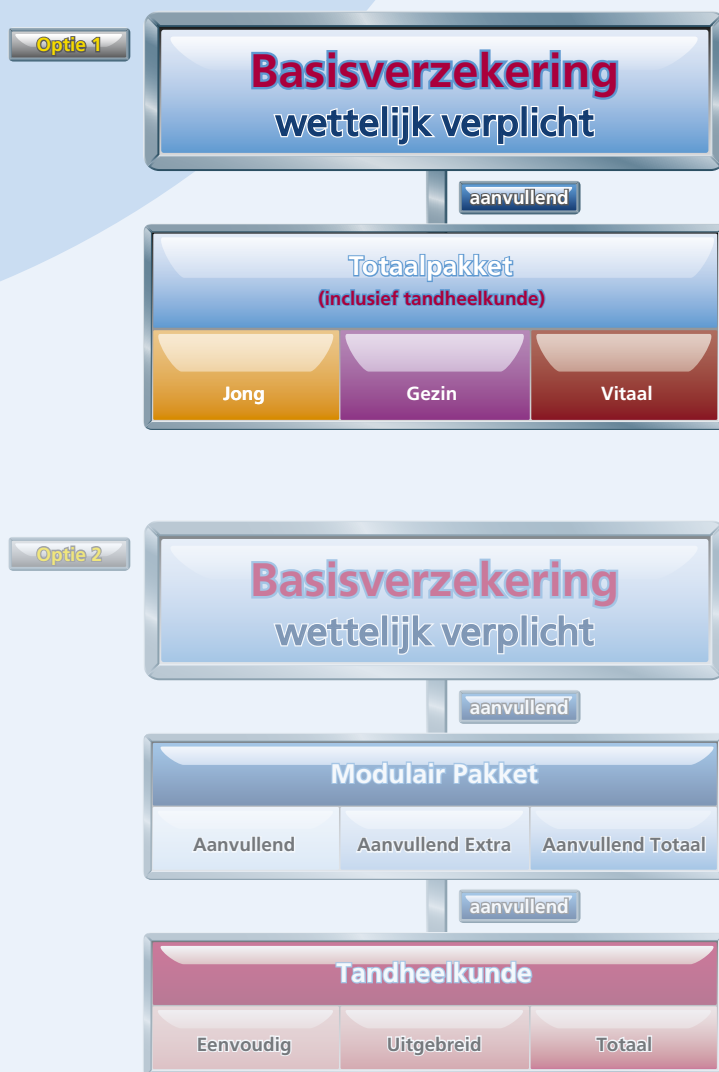 Optie 1
Basisverzekering
wettelijk verplicht
aanvullend
Totaalpakket
(inclusief tandheelkunde)
Jong Gezin Vitaal
Optie 2
Basisverzekering
wettelijk verplicht
aanvullend
Modulair Pakket
Aanvullend Aanvullend Extra Aanvullend Totaal
aanvullend
Tandheelkunde
Eenvoudig Uitgebreid Totaal